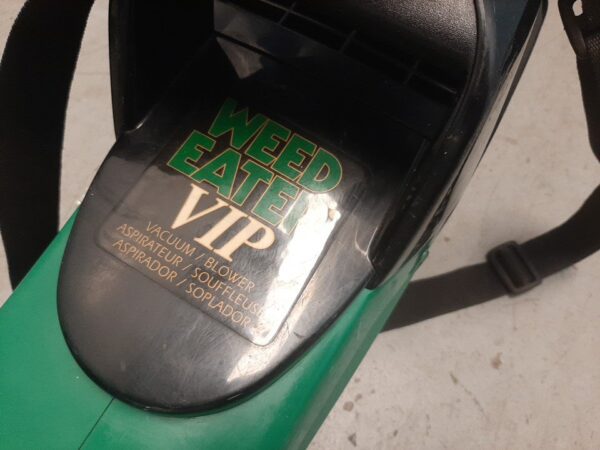 WEED
EATER
VIP
VACUUM / BLOWER
ASPIRATEUR / SOUFFLEUSE
ASPIRADOR / SOPLADOR